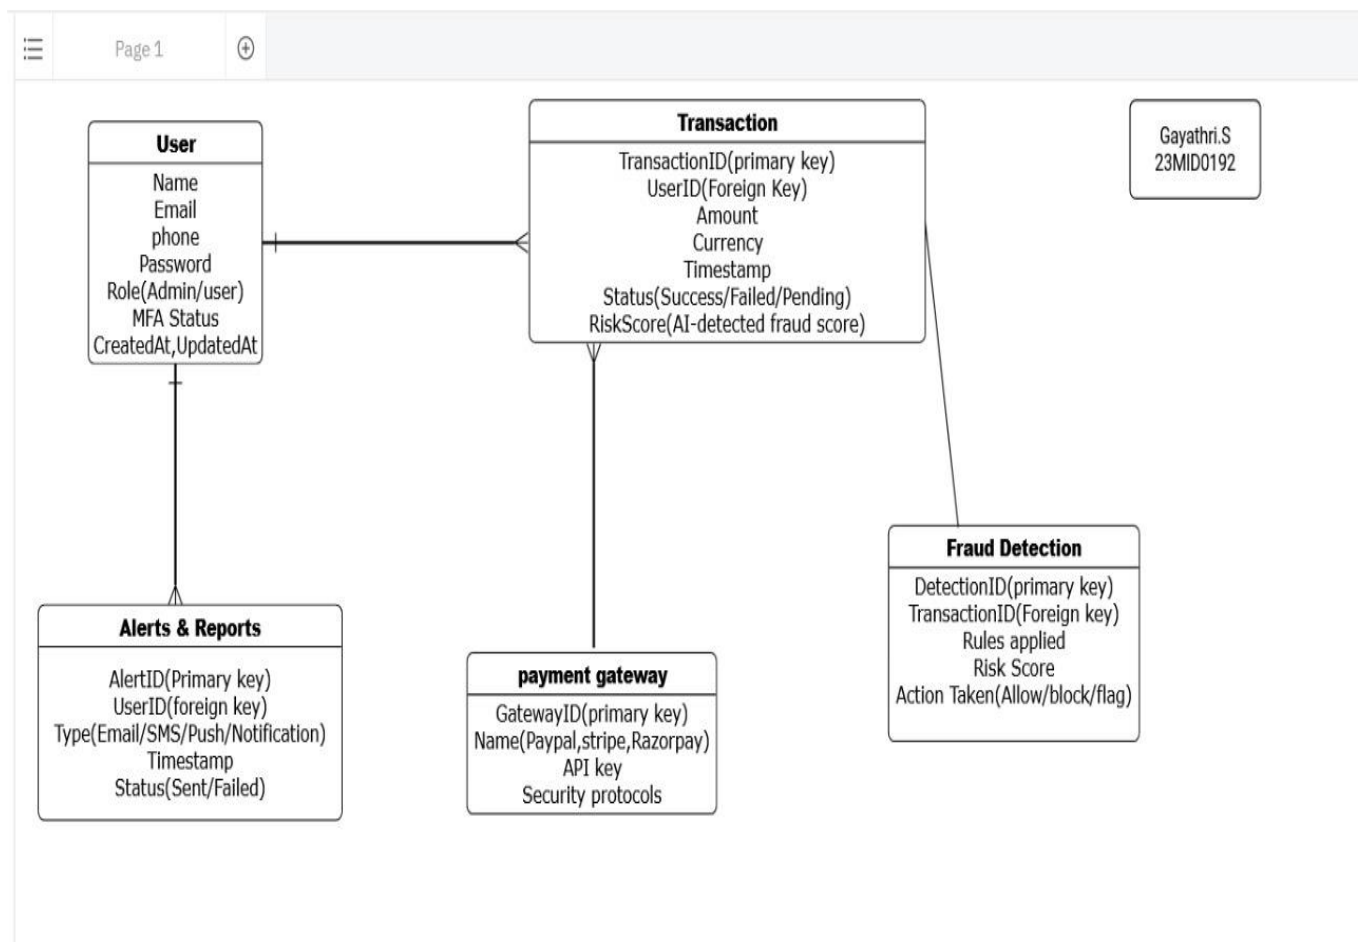 Page 1
User
Name
Email
phone
Password
Role(Admin/user)
MFA Status
CreatedAt,UpdatedAt
Transaction
TransactionID(primary key)
UserID(Foreign Key)
Amount
Currency
Timestamp
Status(Success/Failed/Pending)
RiskScore(AI-detected fraud score)
Gayathri.S
23MID0192
Alerts & Reports
AlertID(Primary key)
UserID(foreign key)
Type(Email/SMS/Push/Notification)
Timestamp
Status(Sent/Failed)
payment gateway
GatewayID(primary key)
Name(Paypal,stripe,Razorpay)
API key
Security protocols
Fraud Detection
DetectionID(primary key)
TransactionID(Foreign key)
Rules applied
Risk Score
Action Taken(Allow/block/flag)